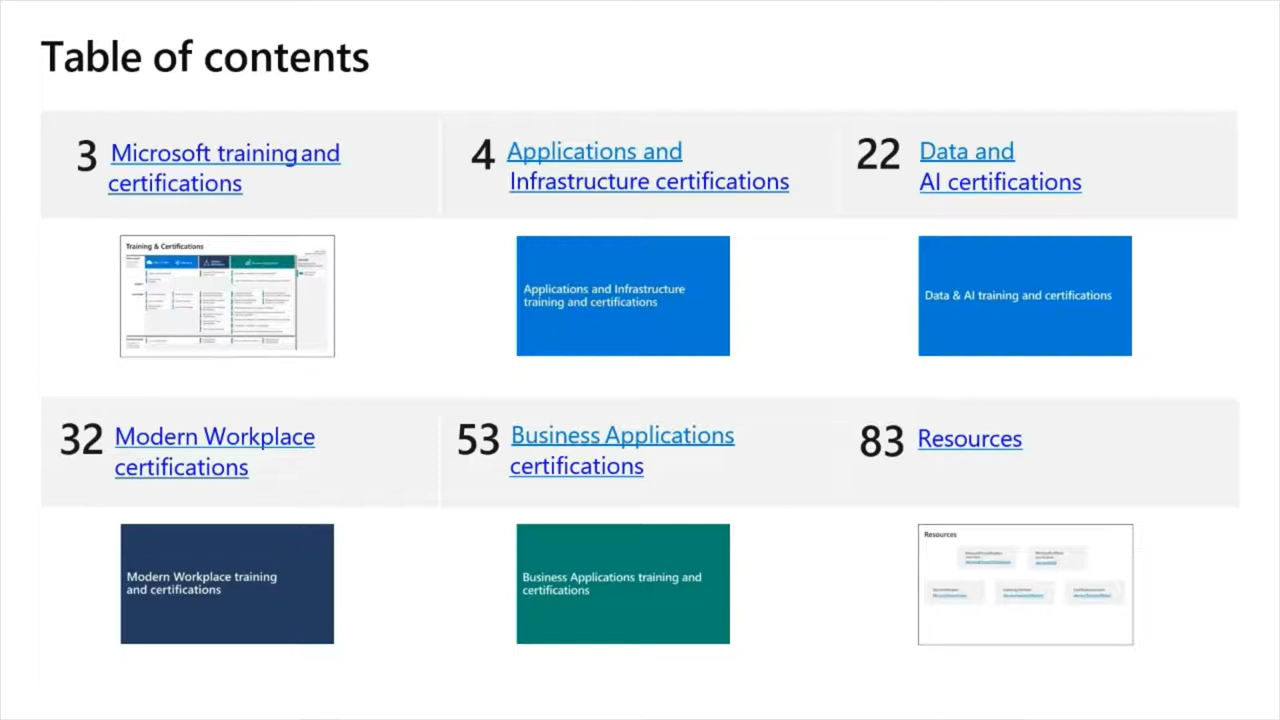 Table of contents
3 Microsoft training and
certifications
4 Applications and
Infrastructure certifications
22 Data and
AI certifications
Training & Certifications
Applications and Infrastructure
training and certifications
Data & AI training and certifications
32 Modern Workplace
certifications
53 Business Applications
certifications
83 Resources
Modern Workplace training
and certifications
Business Applications training and
certifications
Resources